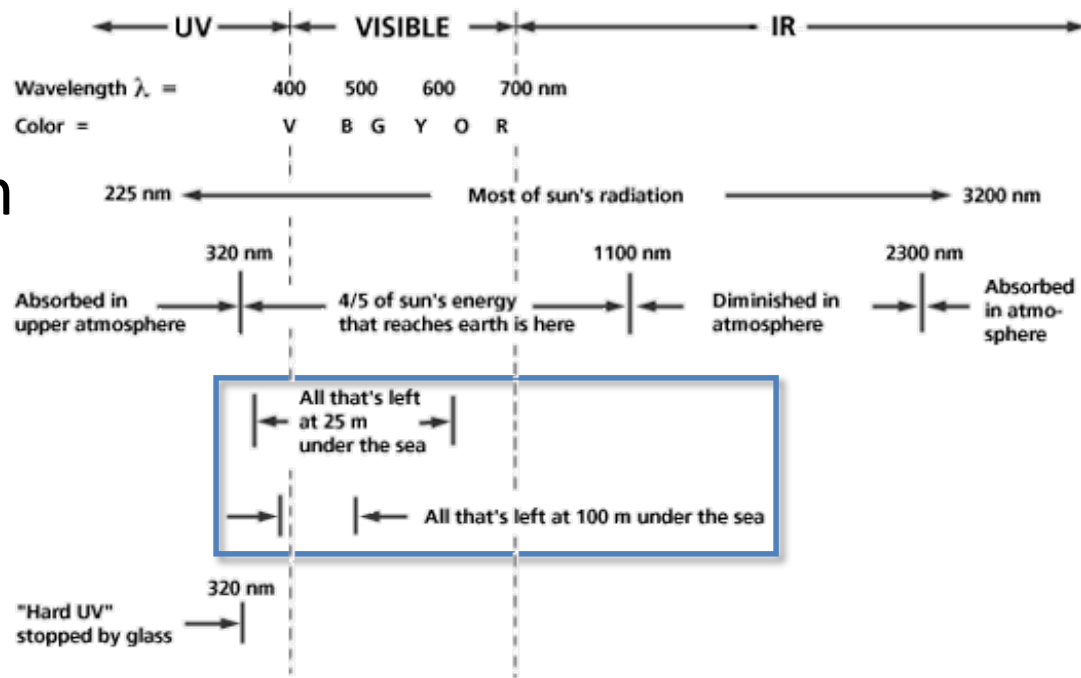 UV VISIBLE IR
Wavelength λ = 400 500 600 700 nm
Color = V B G Y O R
n
225 nm Most of sun's radiation 3200 nm
320 nm 1100 nm 2300 nm
Absorbed in
upper atmosphere
4/5 of sun's energy
that reaches earth is here
Diminished in
atmosphere
Absorbed
in atmo-
sphere
All that's left
at 25 m
under the sea
All that's left at 100 m under the sea
320 nm
"Hard UV"
stopped by glass